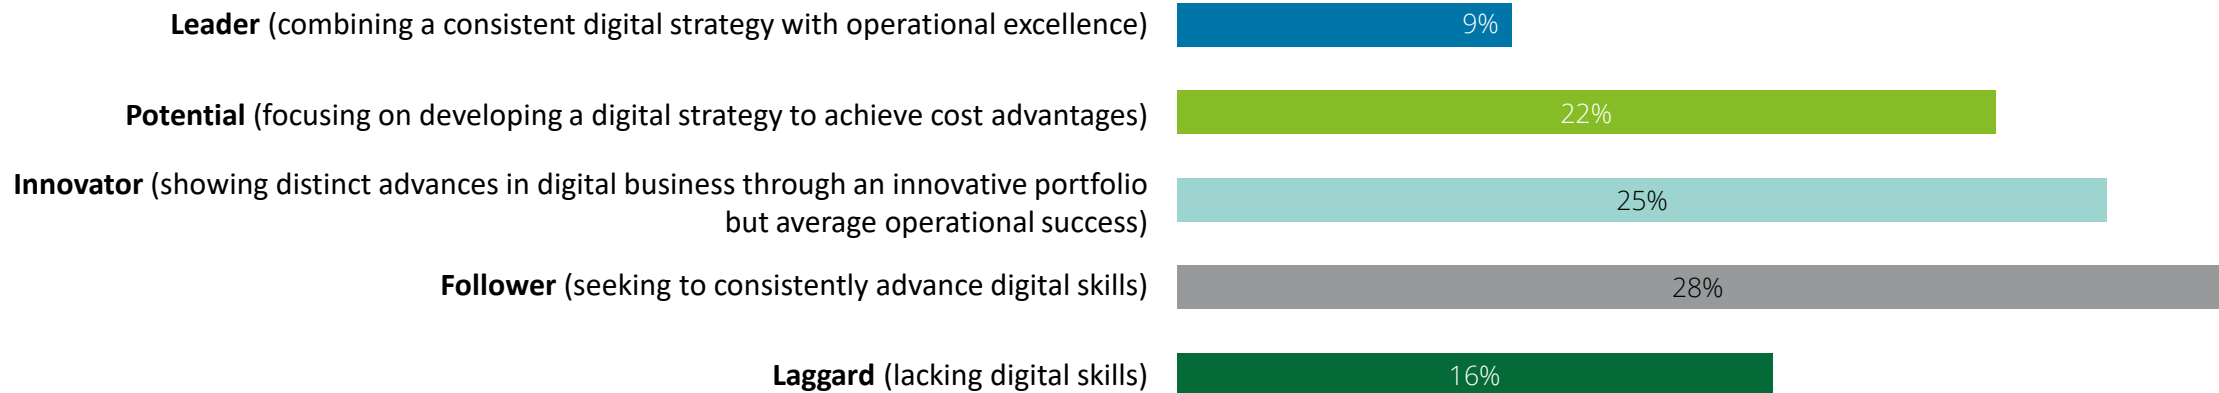 Leader (combining a consistent digital strategy with operational excellence) 9%
Potential (focusing on developing a digital strategy to achieve cost advantages) 22%
Innovator (showing distinct advances in digital business through an innovative portfolio
but average operational success) 25%
Follower (seeking to consistently advance digital skills) 28%
Laggard (lacking digital skills) 16%